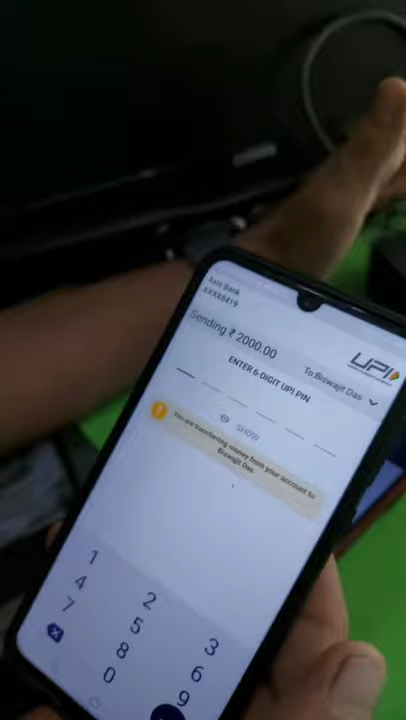 Axis Bank
XXXX6419
UPI
Sending ₹ 2000.00
To:Biswajit Das
ENTER 6-DIGIT UPI PIN
SHOW
You are transferring money from your account to
Biswajit Das
1 2 3
4 5 6
7 8 9
0